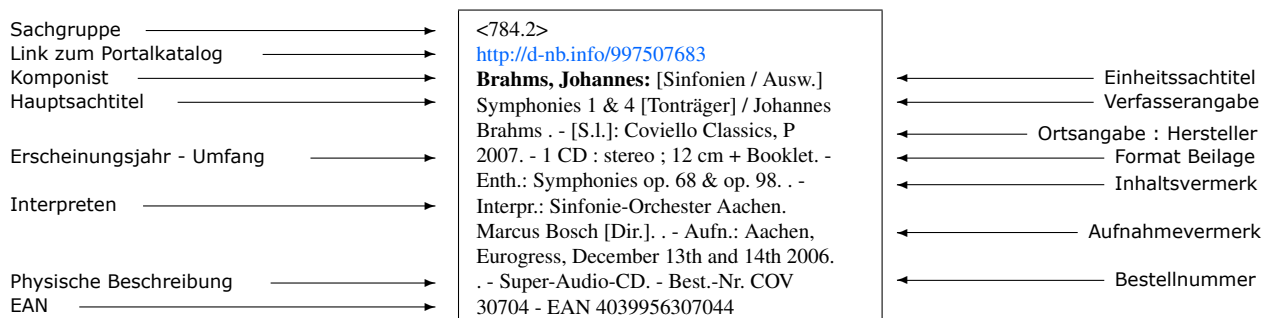 Sachgruppe
Link zum Portalkatalog
Komponist
Hauptsachtitel
Erscheinungsjahr - Umfang
Interpreten
Physische Beschreibung
EAN
<784.2>
http://d-nb.info/997507683
Brahms, Johannes: [Sinfonien / Ausw.]
Symphonies 1 & 4 [Tonträger] / Johannes
Brahms . - [S.l.]: Coviello Classics, P
2007. - 1 CD : stereo ; 12 cm + Booklet. -
Enth.: Symphonies op. 68 & op. 98. . -
Interpr.: Sinfonie-Orchester Aachen.
Marcus Bosch [Dir.]. . - Aufn.: Aachen,
Eurogress, December 13th and 14th 2006.
. - Super-Audio-CD. - Best.-Nr. COV
30704 - EAN 4039956307044
Einheitssachtitel
Verfasserangabe
Ortsangabe : Hersteller
Format Beilage
Inhaltsvermerk
Aufnahmevermerk
Bestellnummer